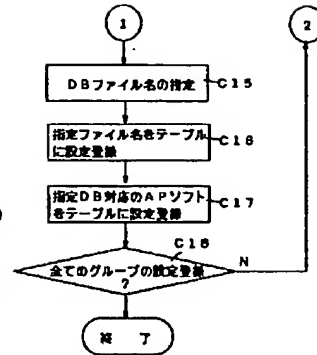 1
2
DBファイル名の指定
C15
指定ファイル名をテーブル
に設定登録
C16
指定DB対応のAPソフト
をテーブルに設定登録
C17
C18
全てのグループの設定登録
?
N
終 了